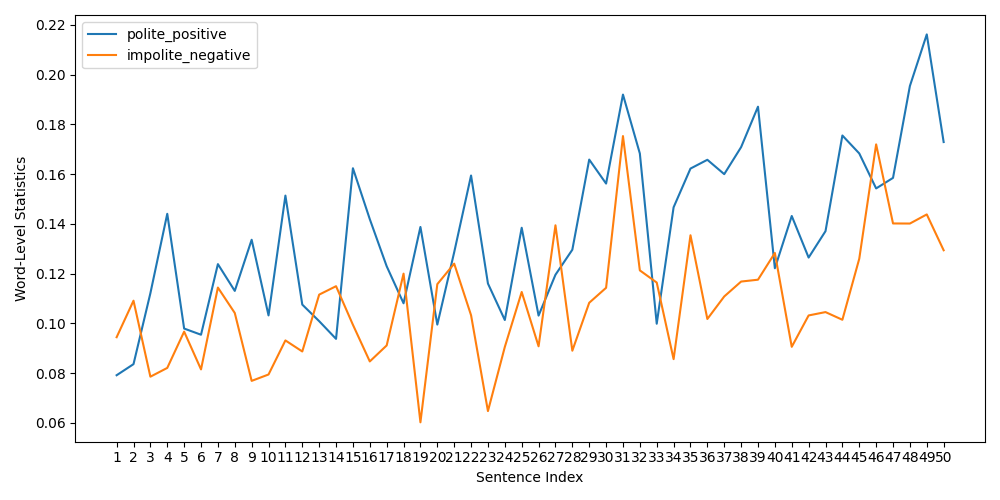 0.22
0.20
0.18
0.16
0.14
0.12
0.10
0.08
0.06
Word-Level Statistics
polite_positive
impolite_negative
1 2 3 4 5 6 7 8 9 10 11 12 13 14 15 16 17 18 19 20 21 22 23 24 25 26 27 28 29 30 31 32 33 34 35 36 37 38 39 40 41 42 43 44 45 46 47 48 49 50
Sentence Index